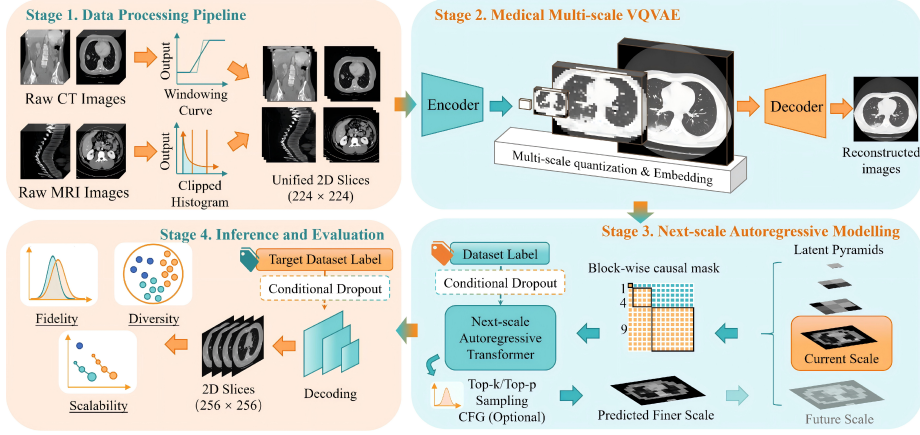 Stage 1. Data Processing Pipeline
Output
Raw CT Images
Windowing
Curve
Output
Raw MRI Images
Clipped
Histogram
Unified 2D Slices
(224 × 224)
Stage 2. Medical Multi-scale VQVAE
Encoder
Multi-scale quantization & Embedding
Decoder
Reconstructed
images
Stage 3. Next-scale Autoregressive Modelling
Dataset Label
Conditional Dropout
Next-scale
Autoregressive
Transformer
Top-k/Top-p
Sampling
CFG (Optional)
Block-wise causal mask
1
4
9
Predicted Finer Scale
Latent Pyramids
Current Scale
Future Scale
Stage 4. Inference and Evaluation
Target Dataset Label
Conditional Dropout
Decoding
2D Slices
(256 × 256)
Fidelity
Diversity
Scalability